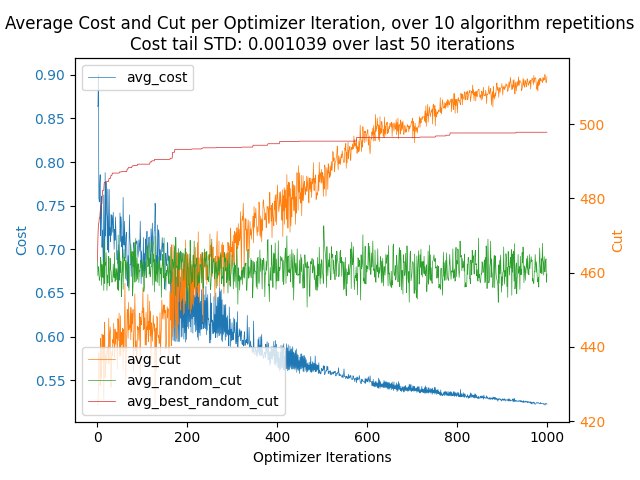 Average Cost and Cut per Optimizer Iteration, over 10 algorithm repetitions
Cost tail STD: 0.001039 over last 50 iterations
avg_cost
0.90
0.85
0.80
0.75
0.70
0.65
0.60
0.55
Cost
500
480
460
440
420
Cut
avg_cut
avg_random_cut
avg_best_random_cut
0
200
400
600
800
1000
Optimizer Iterations